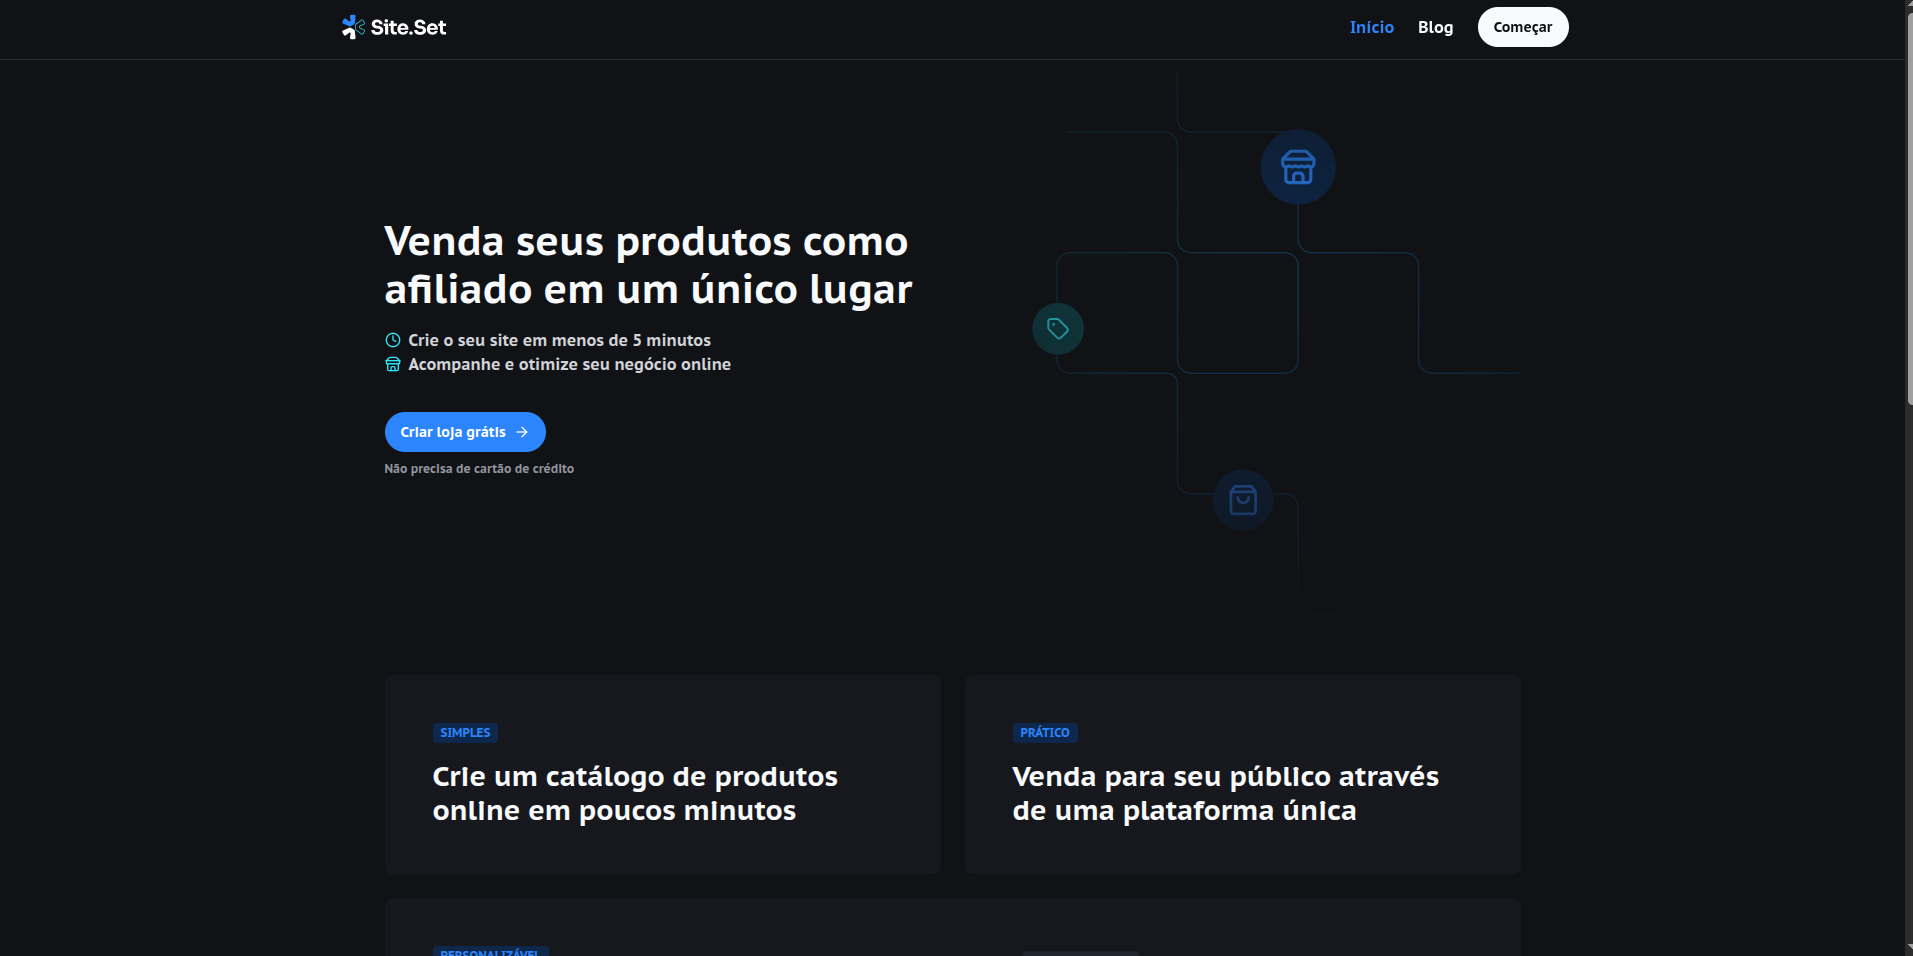 Site.Set
Início
Blog
Começar
Venda seus produtos como
afiliado em um único lugar
Crie o seu site em menos de 5 minutos
Acompanhe e otimize seu negócio online
Criar loja grátis
Não precisa de cartão de crédito
SIMPLES
Crie um catálogo de produtos
online em poucos minutos
PRÁTICO
Venda para seu público através
de uma plataforma única
PERSONALIZÁVEL